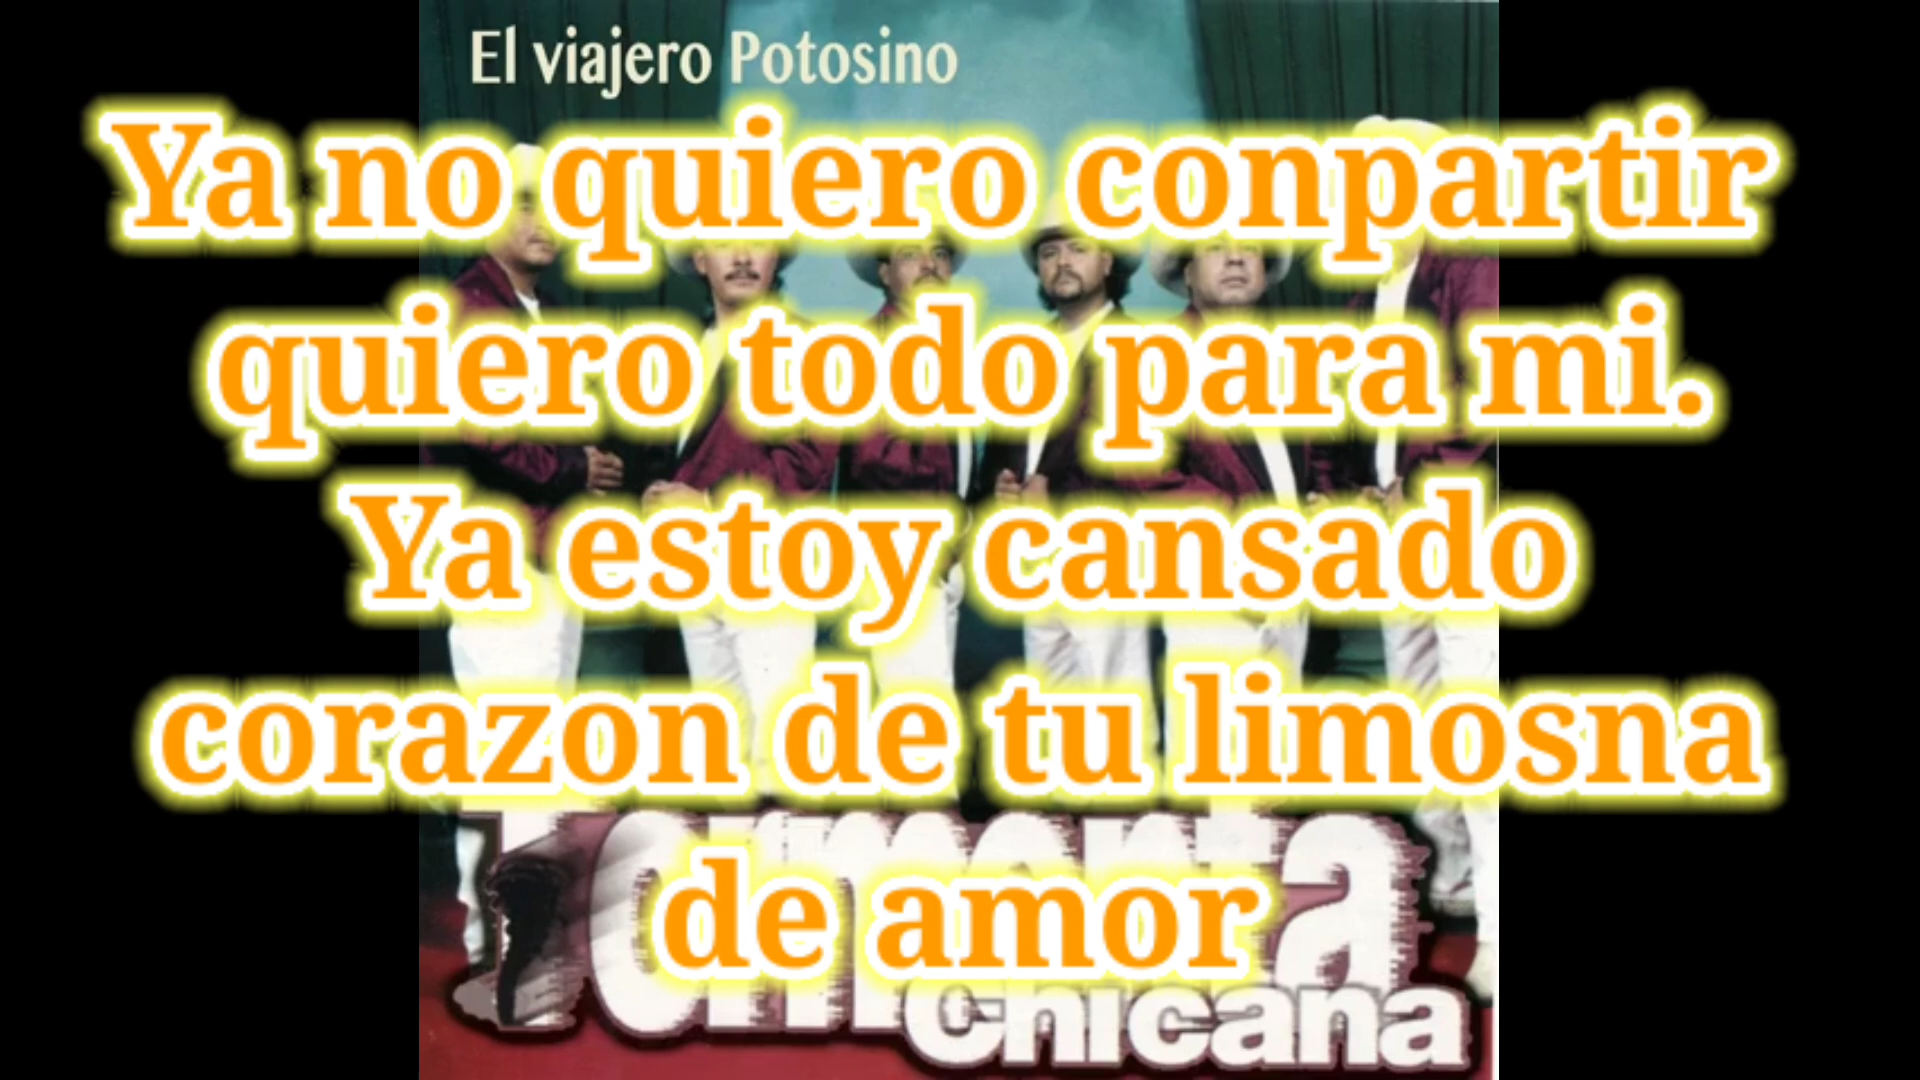 El viajero Potosino
Ya no quiero conpartir
quiero todo para mi.
Ya estoy cansado
corazon de tu limosna
de amor
Tormenta
Chicana